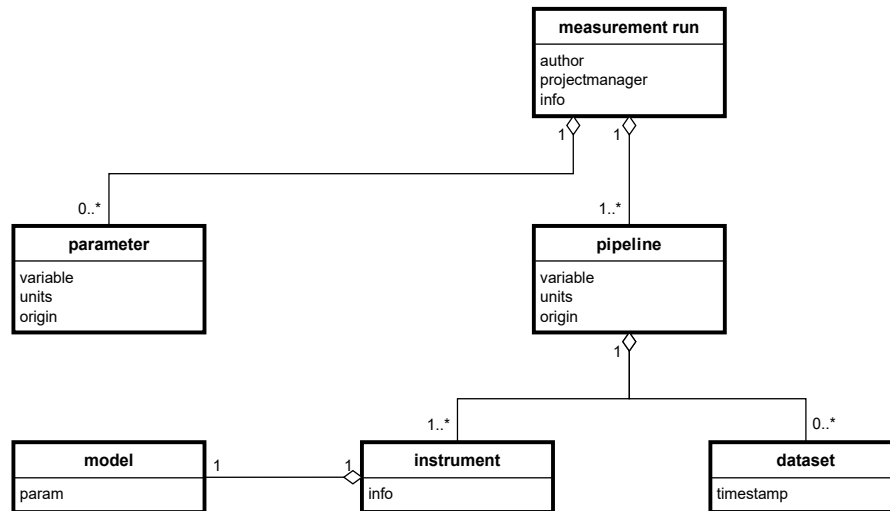 measurement run
author
projectmanager
info
1 1
0..* 1..*
parameter
variable
units
origin
pipeline
variable
units
origin
1
1..* 0..*
model
param
1 1
instrument
info
dataset
timestamp